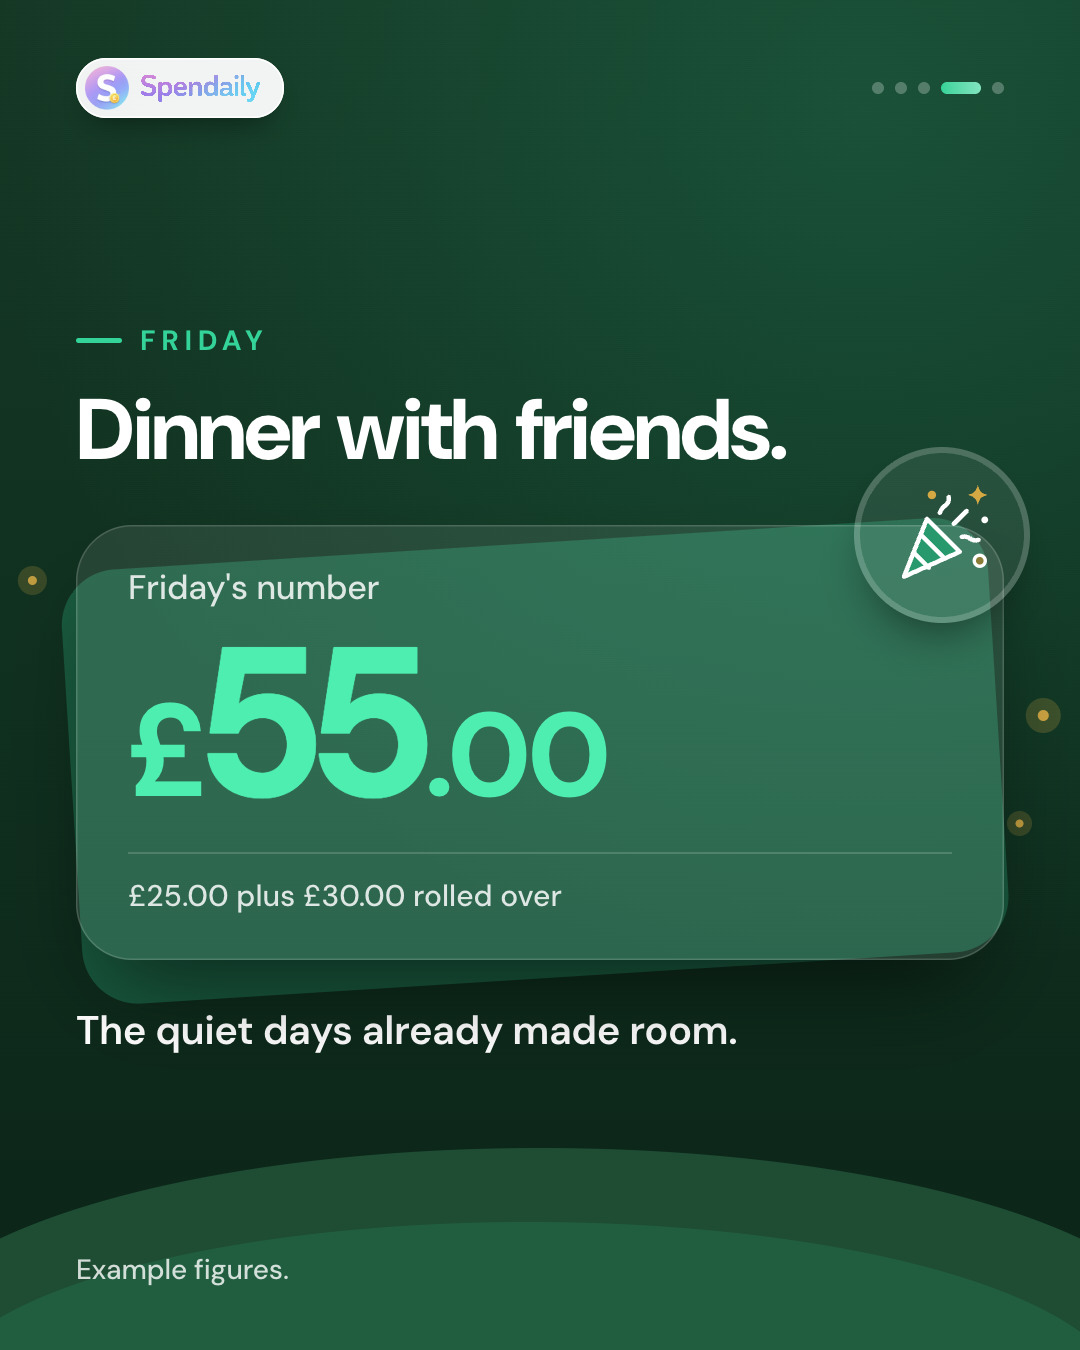 Spendaily
FRIDAY
Dinner with friends.
Friday's number
£55.00
£25.00 plus £30.00 rolled over
The quiet days already made room.
Example figures.